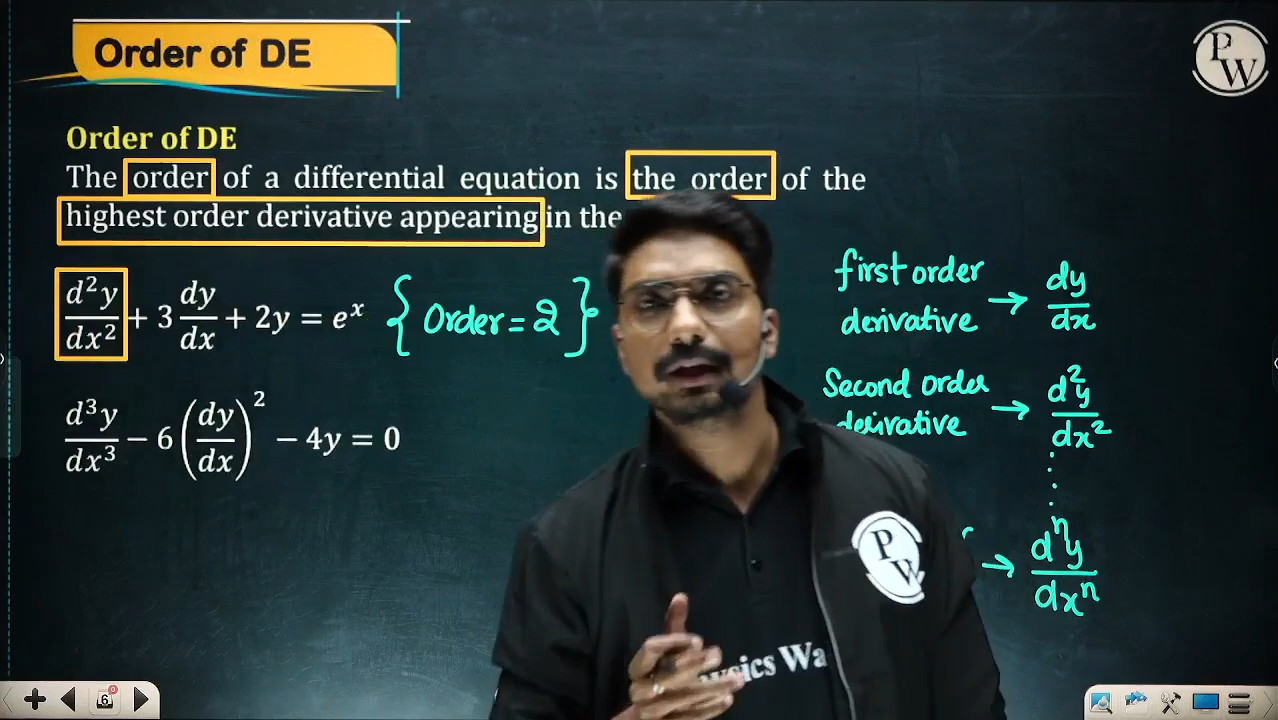 Order of DE
PW
Order of DE
The order of a differential equation is the order of the
highest order derivative appearing in the
d²y/dx² + 3 dy/dx + 2y = eˣ { Order = 2 }
d³y/dx³ − 6 (dy/dx)² − 4y = 0
first order
derivative → dy/dx
Second order
derivative → d²y/dx²
→ dⁿy/dxⁿ
PW
Physics Wa
6